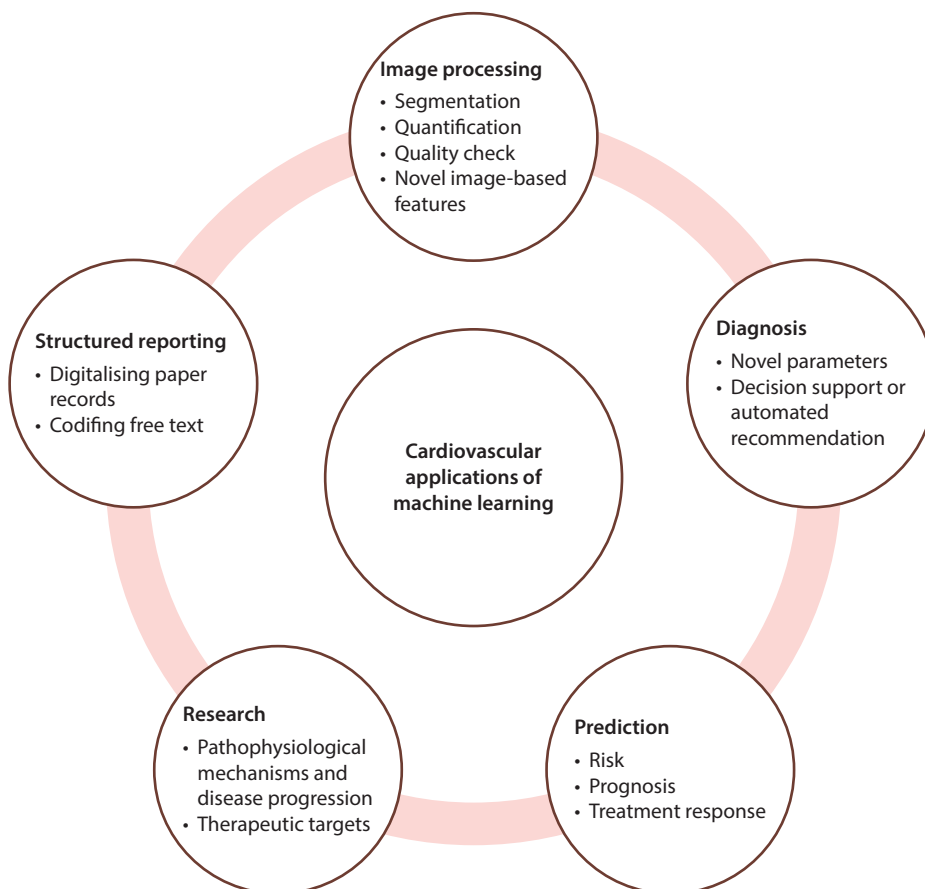 Image processing
• Segmentation
• Quantification
• Quality check
• Novel image-based
features
Diagnosis
• Novel parameters
• Decision support or
automated
recommendation
Structured reporting
• Digitalising paper
records
• Codifing free text
Cardiovascular
applications of
machine learning
Research
• Pathophysiological
mechanisms and
disease progression
• Therapeutic targets
Prediction
• Risk
• Prognosis
• Treatment response